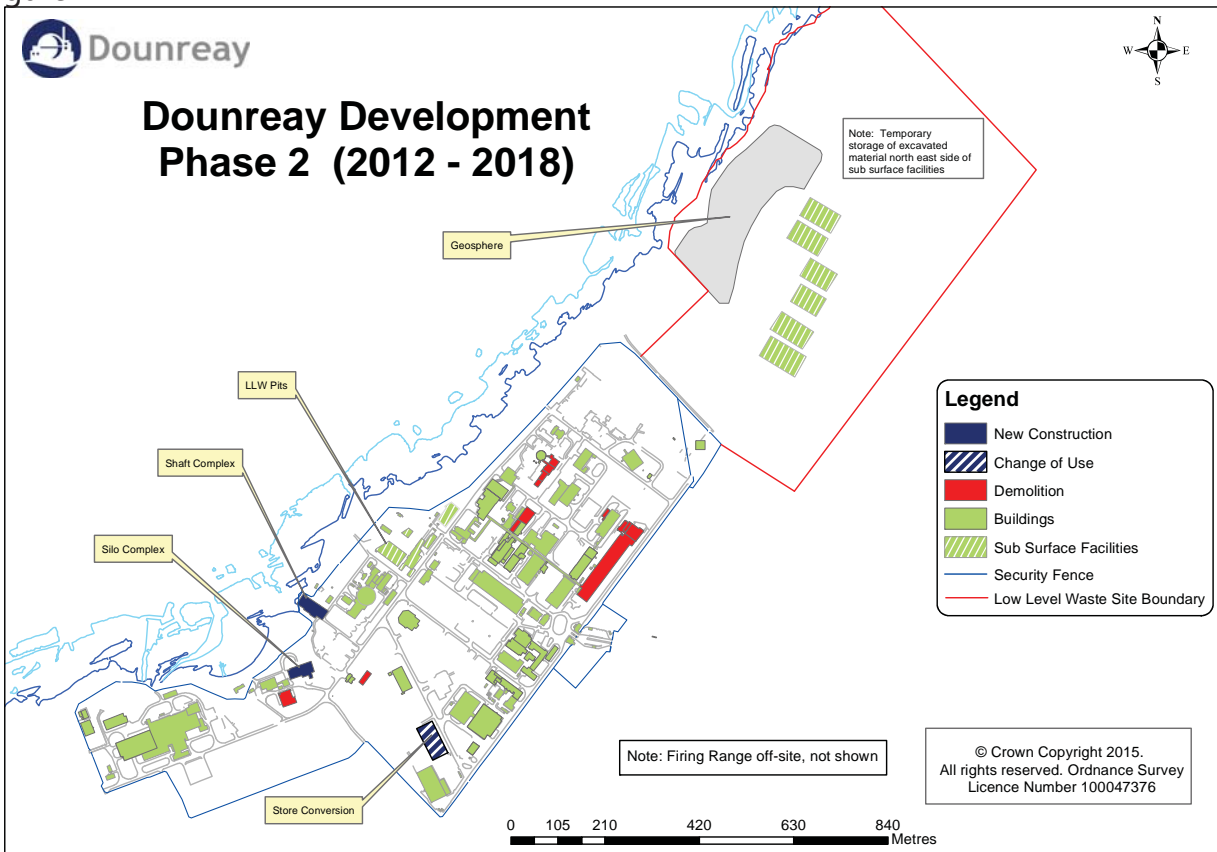 Dounreay
Dounreay Development
Phase 2 (2012 - 2018)
N
W
E
S
Note: Temporary
storage of excavated
material north east side of
sub surface facilities
Geosphere
LLW Pits
Shaft Complex
Silo Complex
Store Conversion
Legend
New Construction
Change of Use
Demolition
Buildings
Sub Surface Facilities
Security Fence
Low Level Waste Site Boundary
Note: Firing Range off-site, not shown
© Crown Copyright 2015.
All rights reserved. Ordnance Survey
Licence Number 100047376
0 105 210 420 630 840
Metres